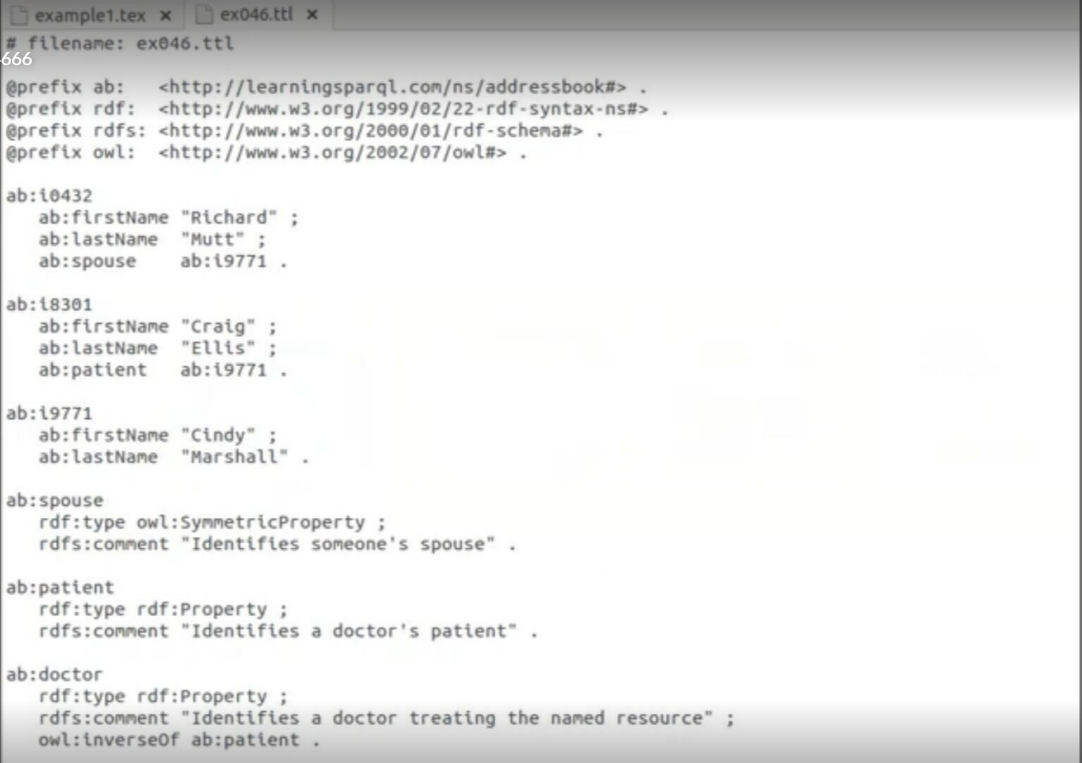 example1.tex × ex046.ttl ×
# filename: ex046.ttl
666
@prefix ab:   <http://learningsparql.com/ns/addressbook#> .
@prefix rdf:  <http://www.w3.org/1999/02/22-rdf-syntax-ns#> .
@prefix rdfs: <http://www.w3.org/2000/01/rdf-schema#> .
@prefix owl:  <http://www.w3.org/2002/07/owl#> .
ab:i0432
   ab:firstName "Richard" ;
   ab:lastName  "Mutt" ;
   ab:spouse    ab:i9771 .
ab:i8301
   ab:firstName "Craig" ;
   ab:lastName  "Ellis" ;
   ab:patient   ab:i9771 .
ab:i9771
   ab:firstName "Cindy" ;
   ab:lastName  "Marshall" .
ab:spouse
   rdf:type owl:SymmetricProperty ;
   rdfs:comment "Identifies someone's spouse" .
ab:patient
   rdf:type rdf:Property ;
   rdfs:comment "Identifies a doctor's patient" .
ab:doctor
   rdf:type rdf:Property ;
   rdfs:comment "Identifies a doctor treating the named resource" ;
   owl:inverseOf ab:patient .